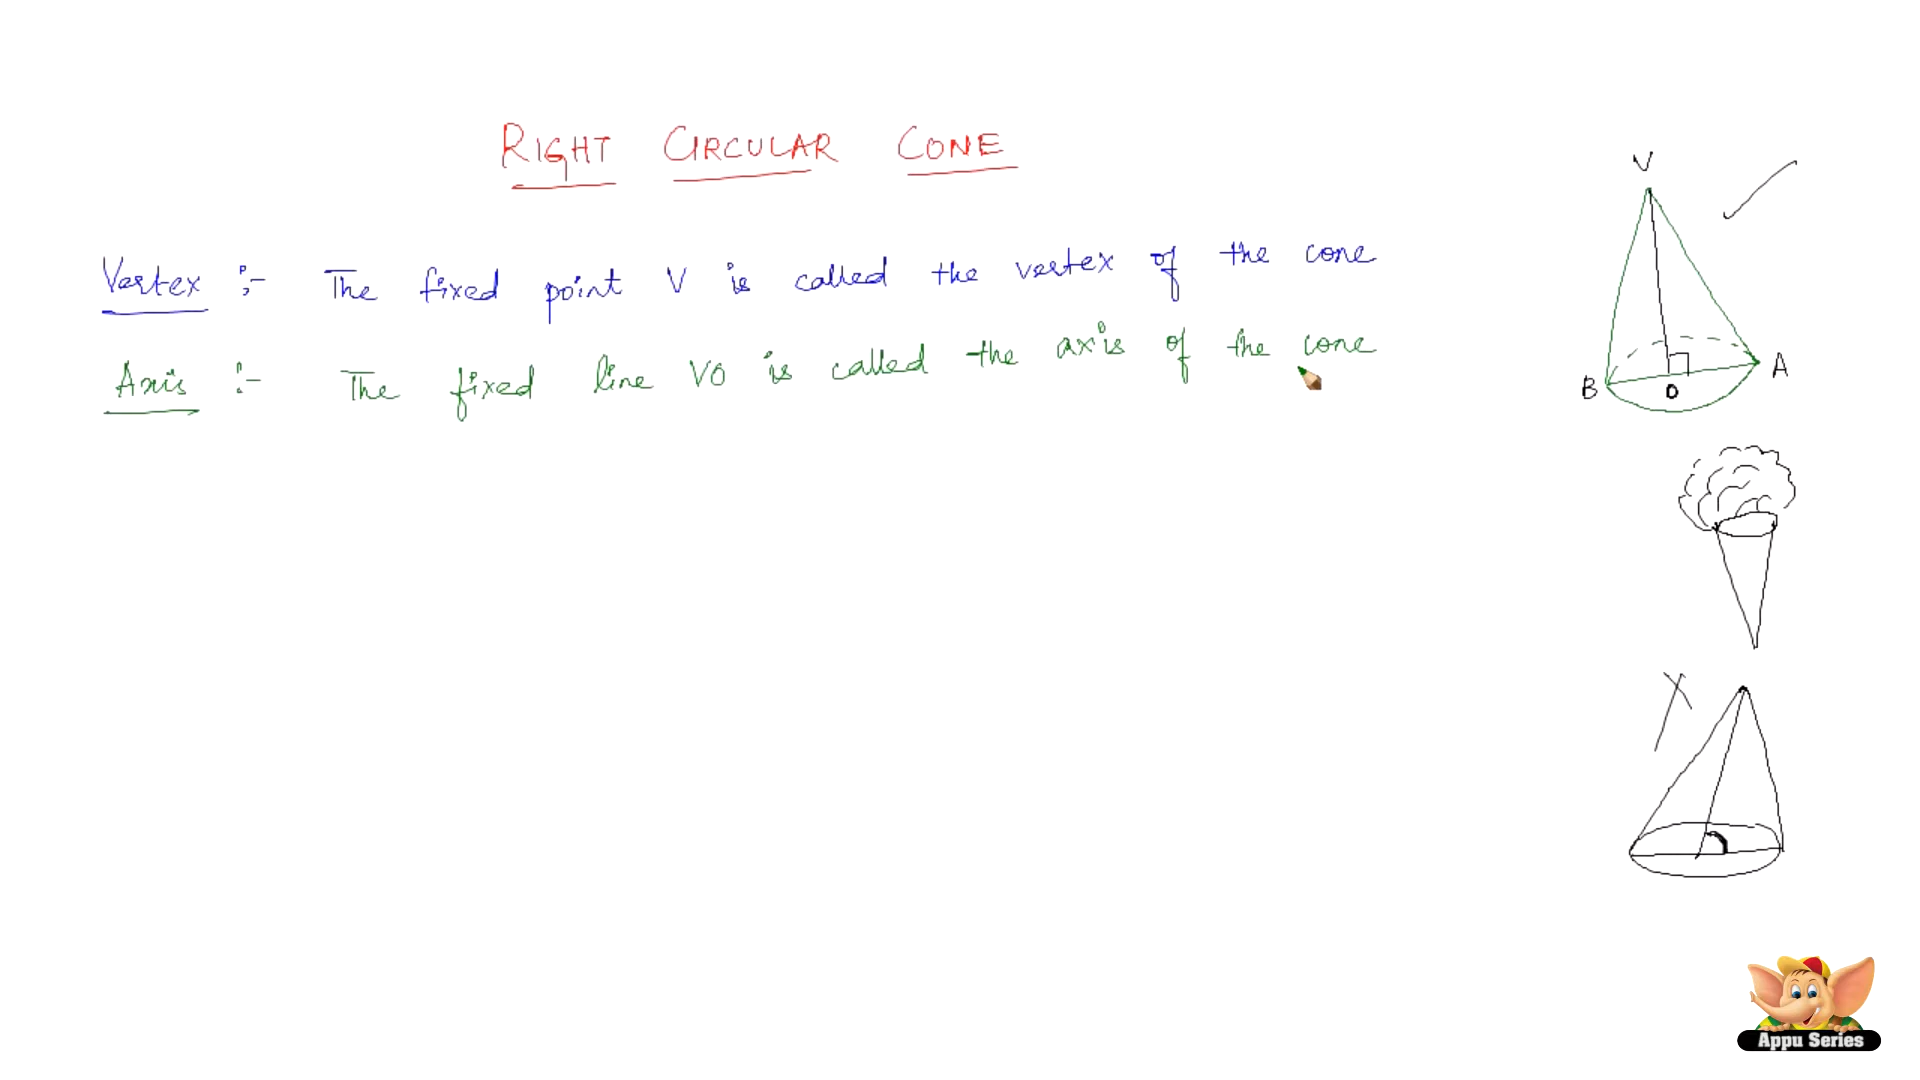 RIGHT CIRCULAR CONE
Vertex :- The fixed point V is called the vertex of the cone
Axis :- The fixed line VO is called the axis of the cone
V
B
O
A
Appu Series